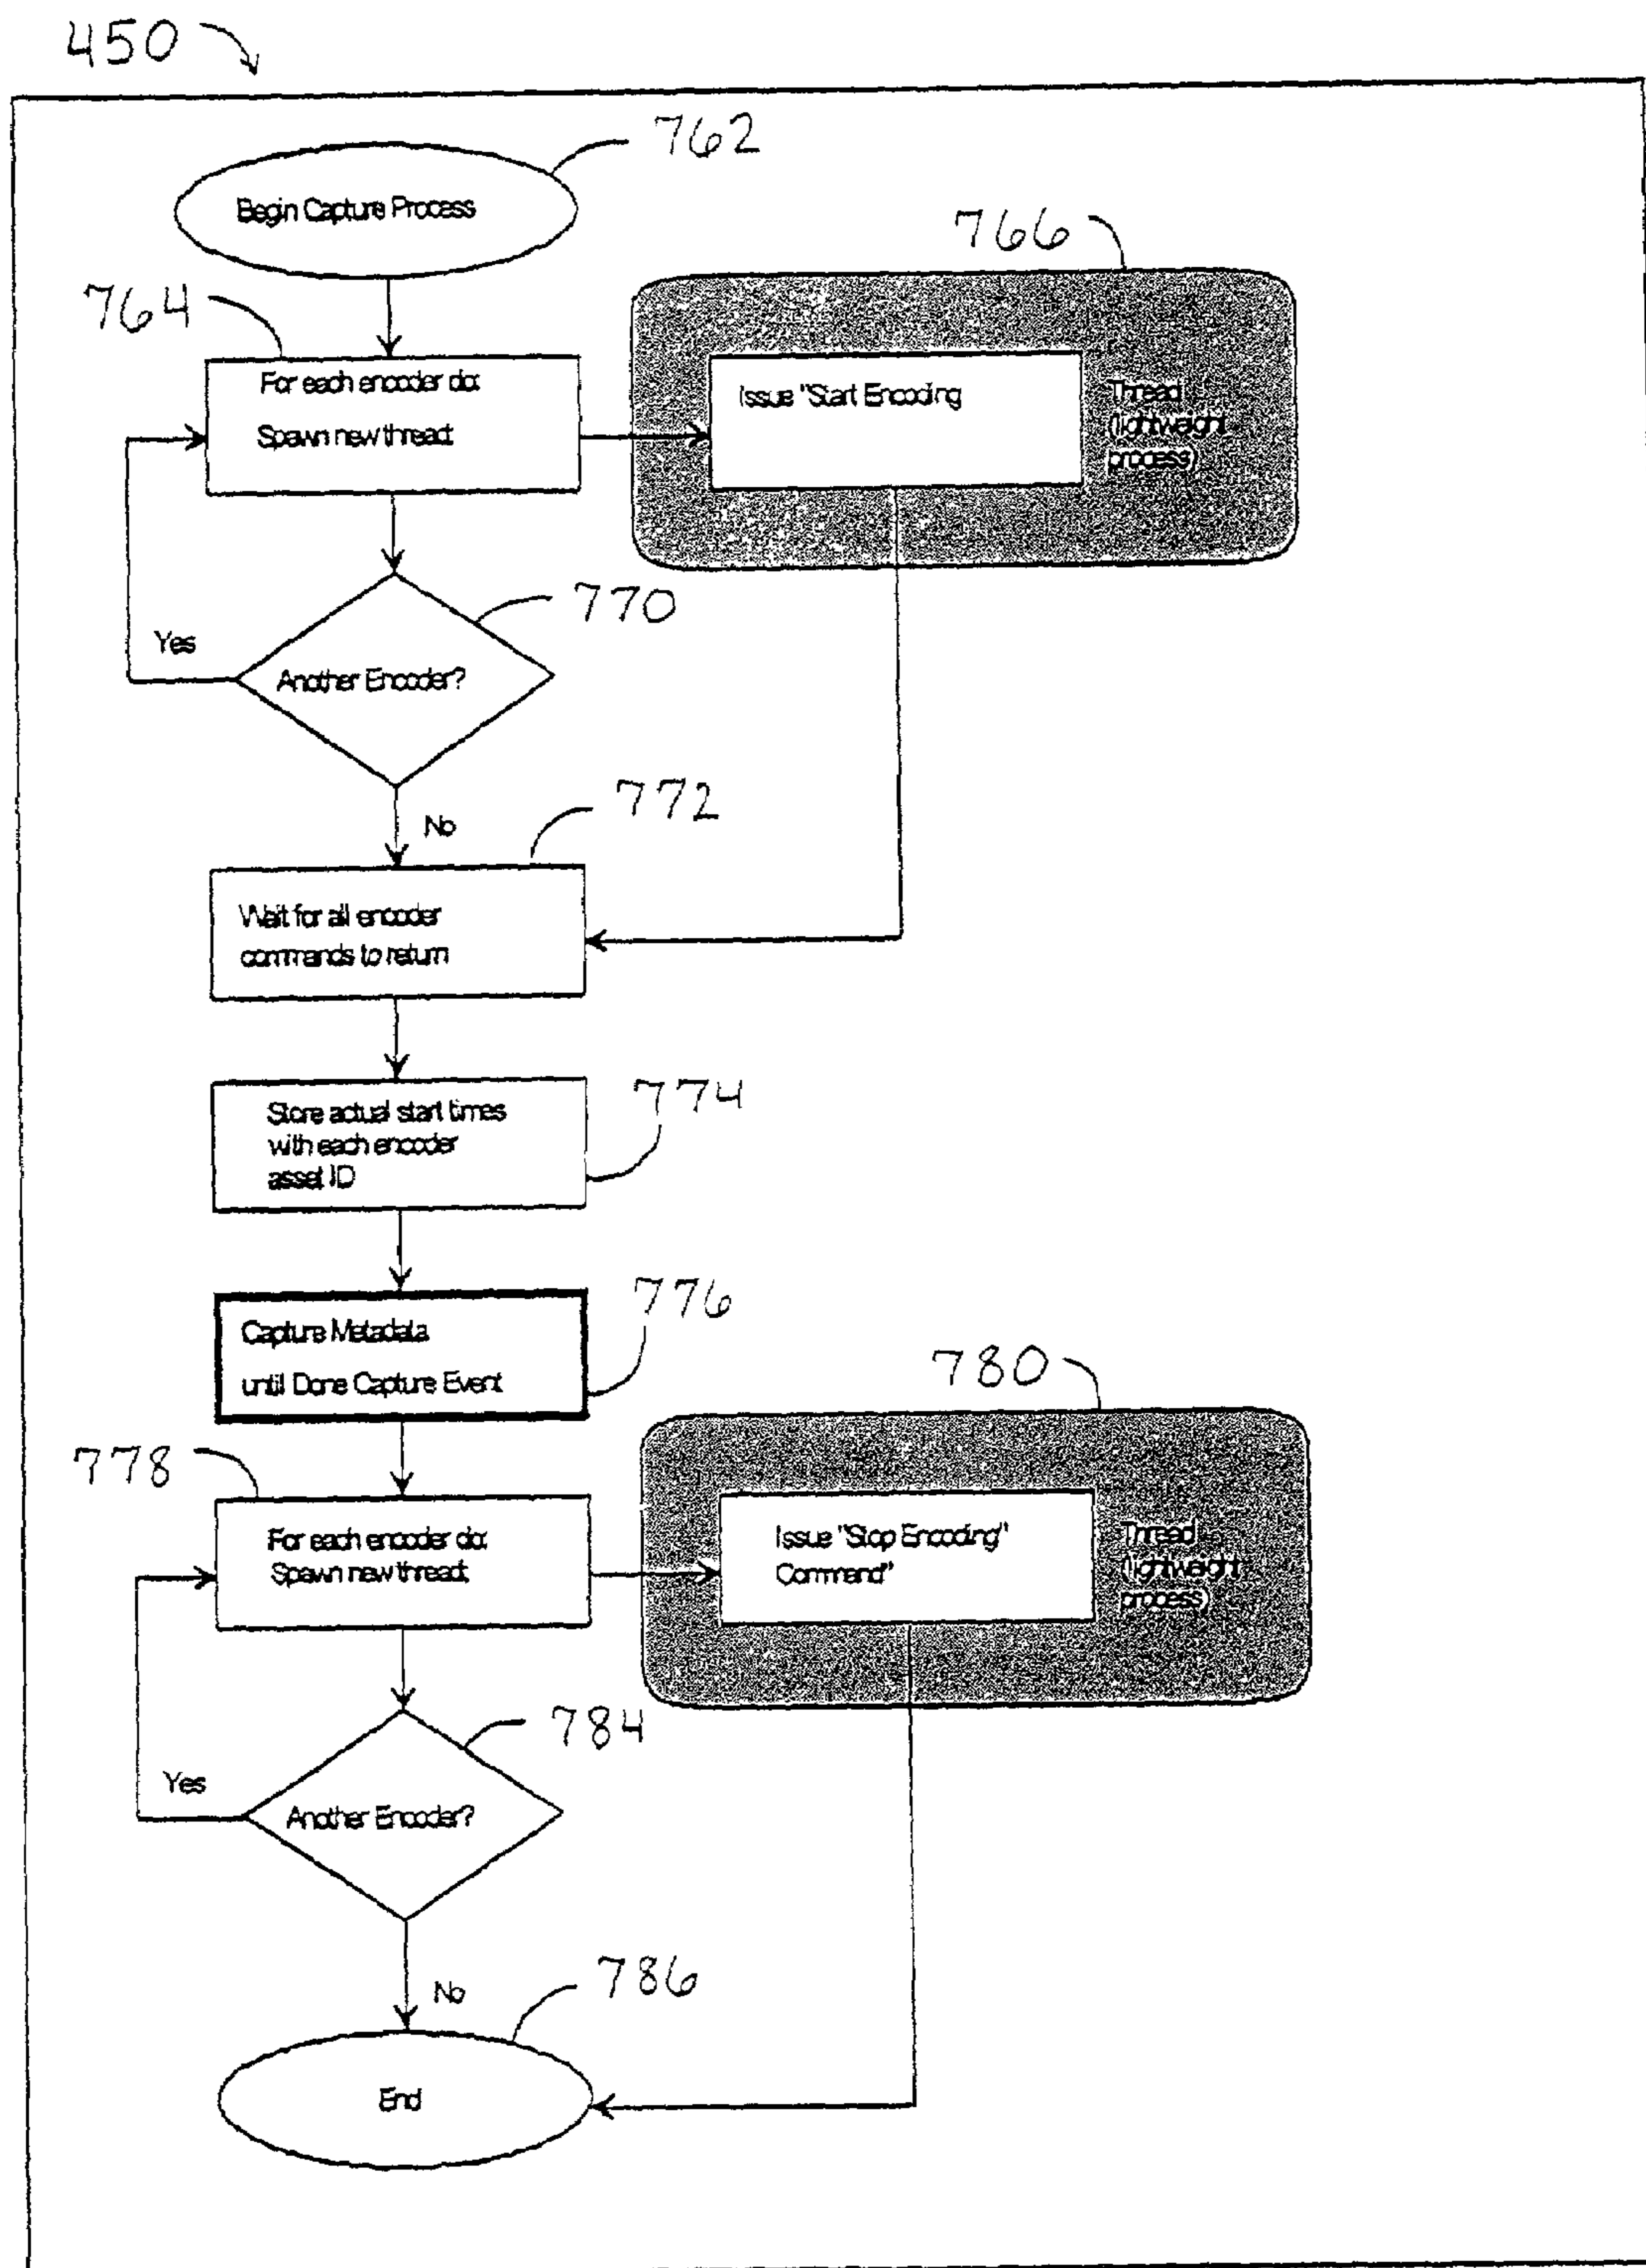 450
762
Begin Capture Process
766
764
For each encoder do:
Spawn new thread:
Issue "Start Encoding
Thread
(lightweight
process)
770
Yes
Another Encoder?
No
772
Wait for all encoder
commands to return
774
Store actual start times
with each encoder
asset ID
776
Capture Metadata
until Done Capture Event
780
778
For each encoder do:
Spawn new thread:
Issue "Stop Encoding"
Command"
Thread
(lightweight
process)
784
Yes
Another Encoder?
No
786
End